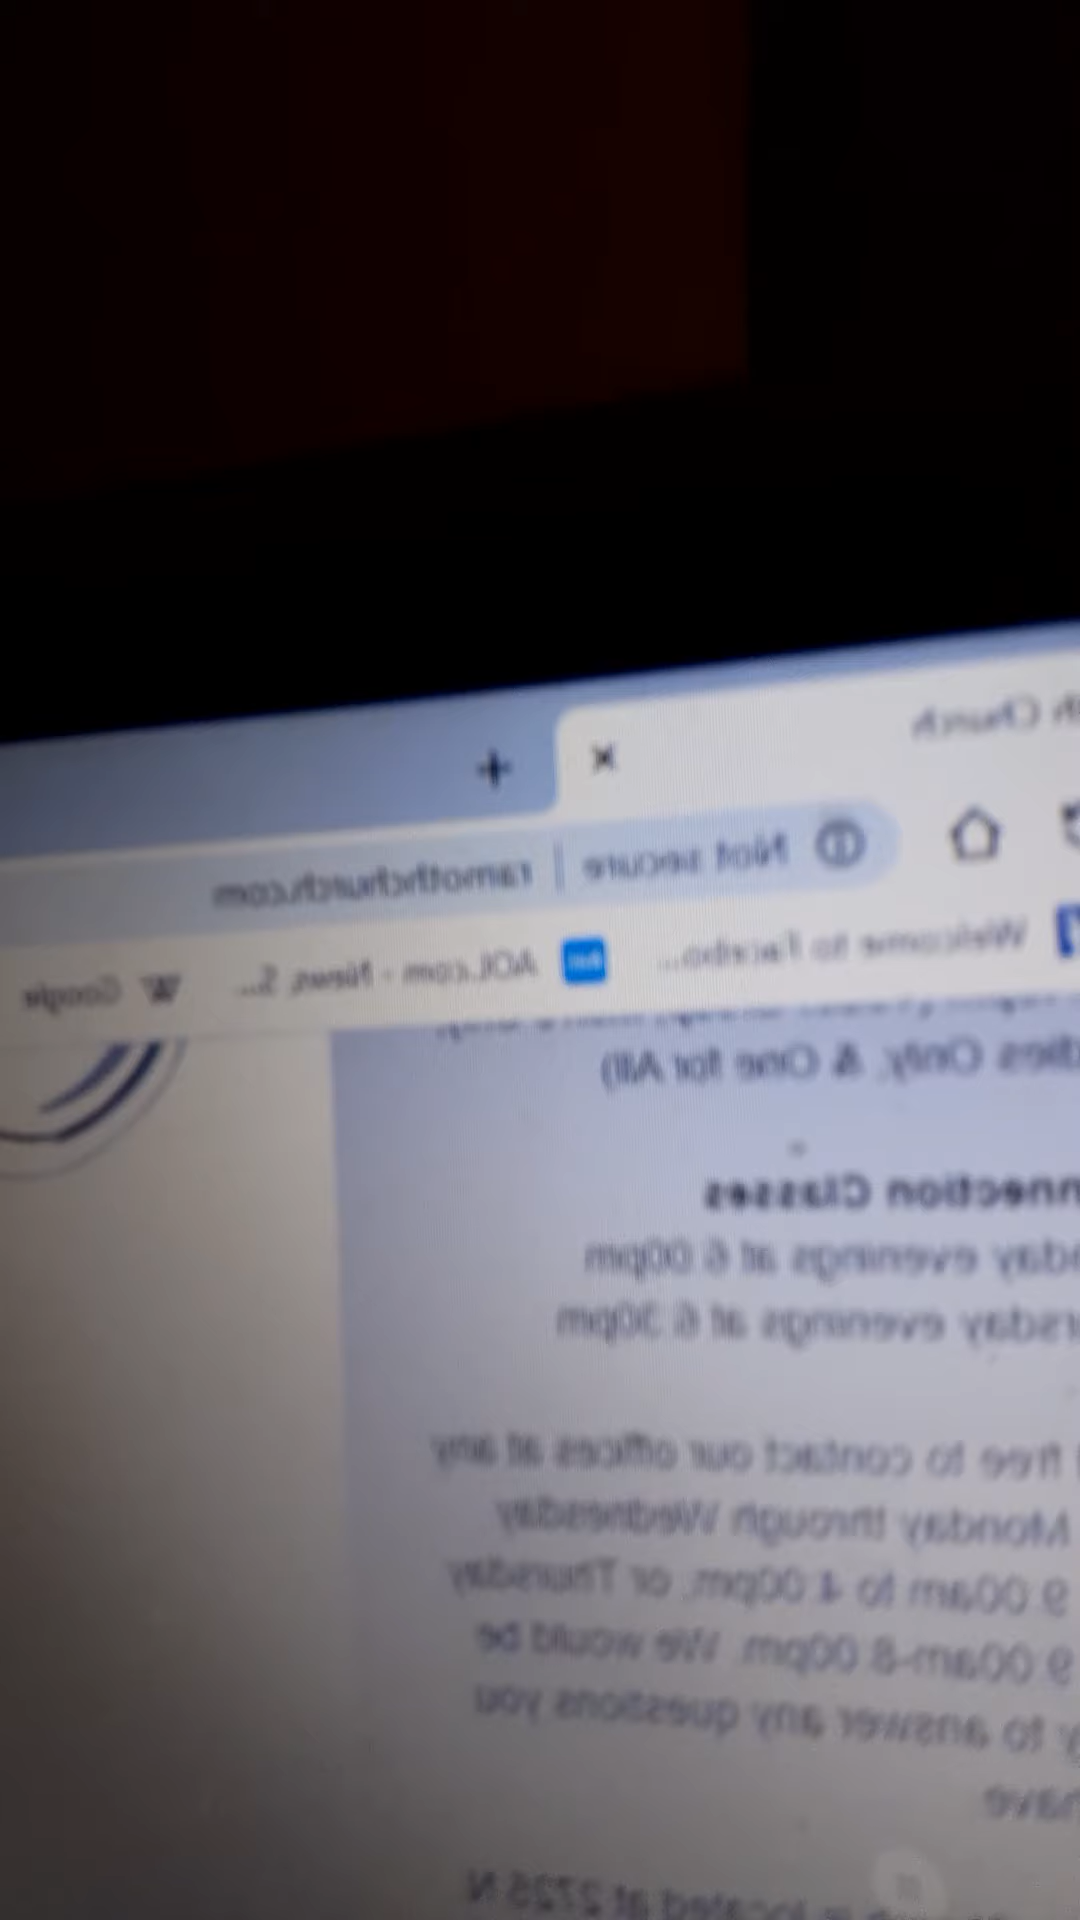 h Church
Not secure | ramothchurch.com
Welcome to Facebo... AOL.com - News, S... Google
dies Only, & One for All)
nnection Classes
day evenings at 6:00pm
rsday evenings at 6:30pm
free to contact our offices at any
Monday through Wednesday
9:00am to 4:00pm, or Thursday
9:00am-8:00pm. We would be
y to answer any questions you
have
is located at 2725 N